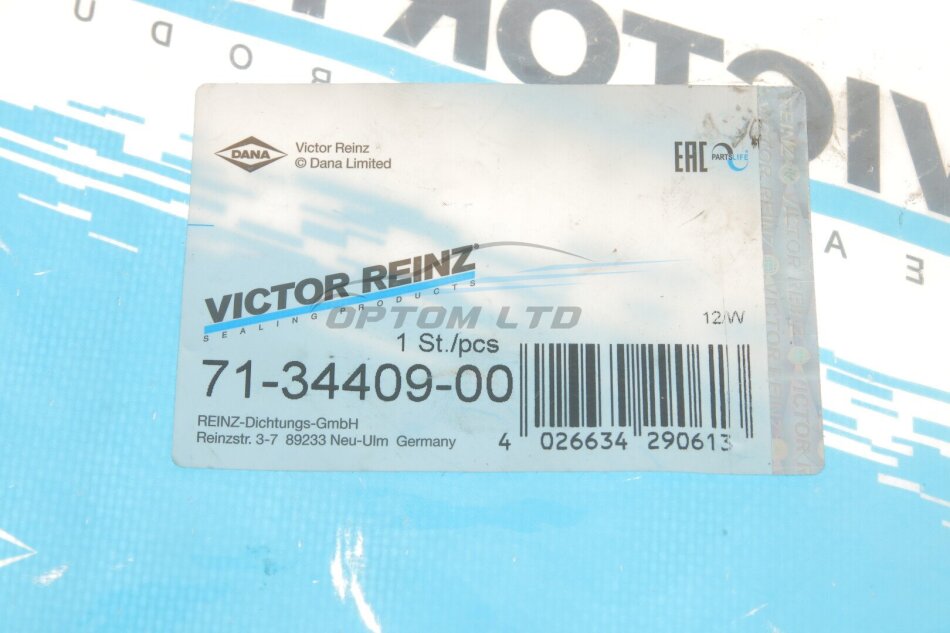 DANA
Victor Reinz
© Dana Limited
EAC
PARTSLIFE
VICTOR REINZ®
SEALING PRODUCTS
OPTOM LTD
12/W
1 St./pcs
71-34409-00
REINZ-Dichtungs-GmbH
Reinzstr. 3-7 89233 Neu-Ulm Germany
4 026634 290613